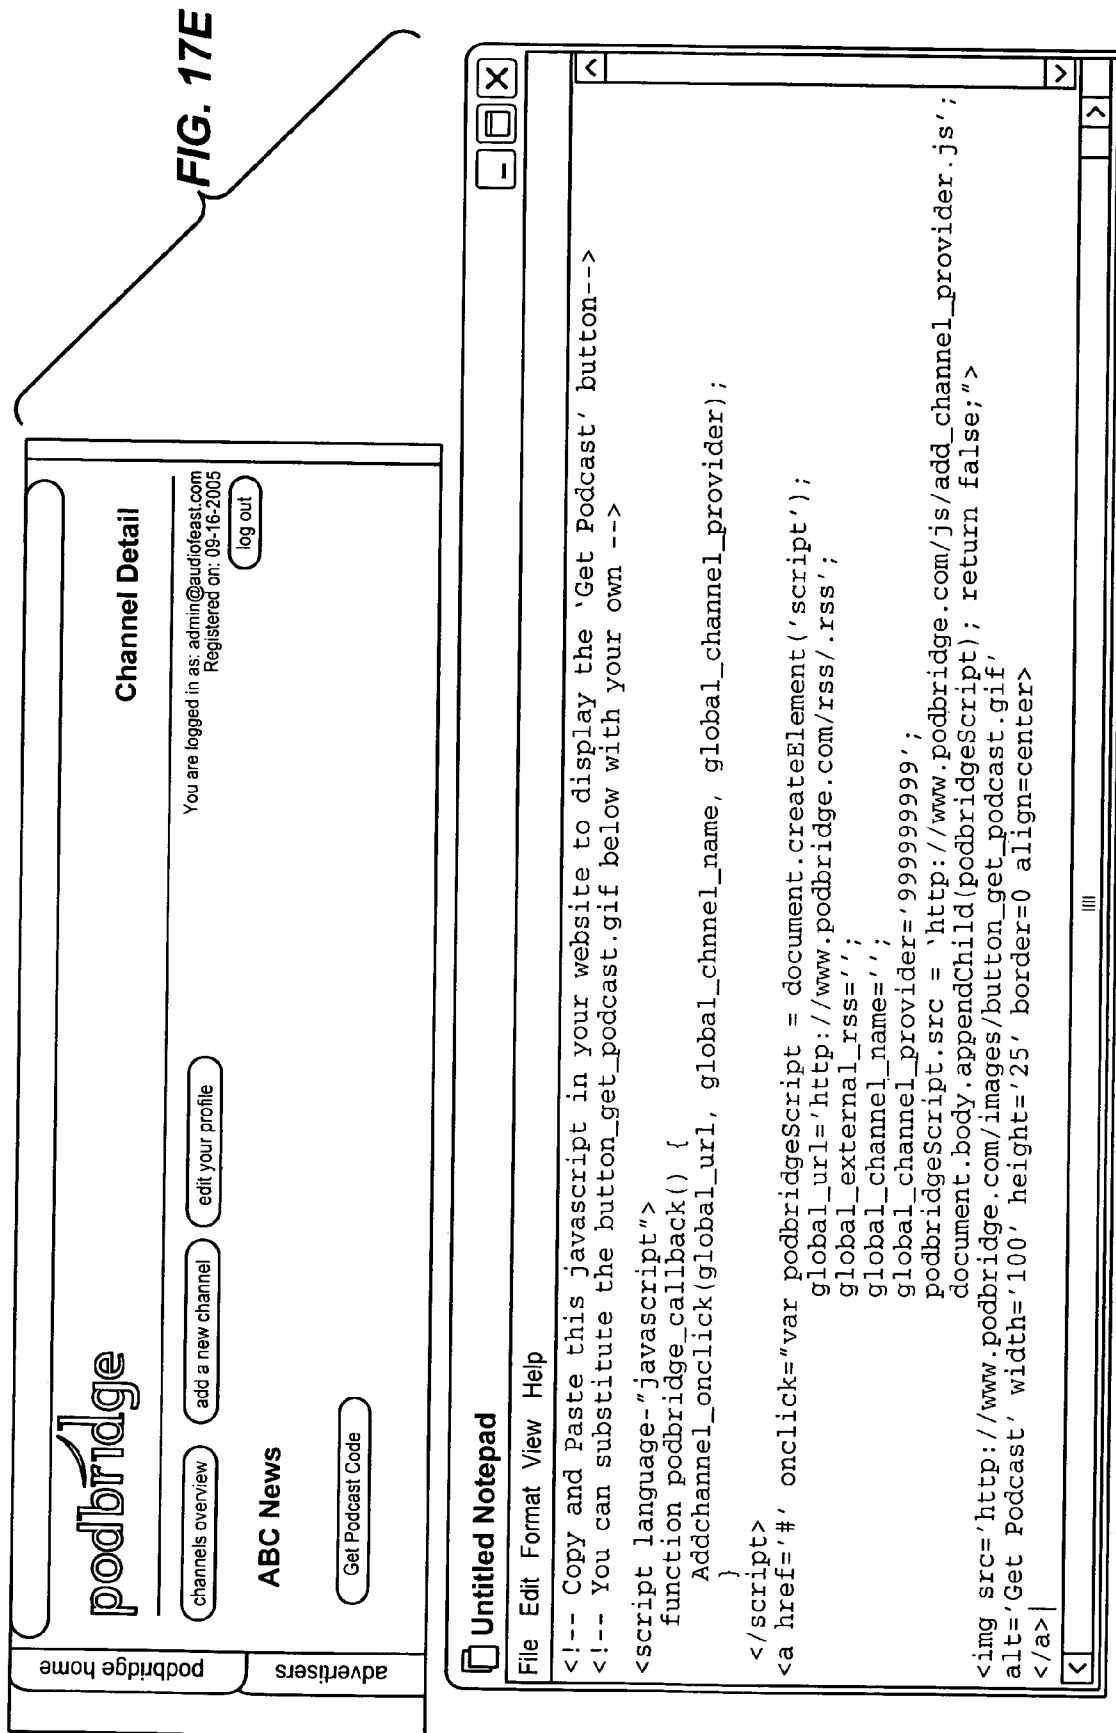 FIG. 17E
podbridge home
advertisers
podbridge
Channel Detail
channels overview
add a new channel
edit your profile
You are logged in as: admin@audiofeast.com
Registered on: 09-16-2005
log out
ABC News
Get Podcast Code
Untitled Notepad
File Edit Format View Help
<!-- Copy and Paste this javascript in your website to display the `Get Podcast' button-->
<!-- You can substitute the button_get_podcast.gif below with your own -->
<script language-"javascript">
function podbridge_callback() {
Addchannel_onclick(global_url, global_chnnel_name, global_channel_provider);
}
</script>
<a href='#' onclick="var podbridgeScript = document.createElement('script');
global_url='http://www.podbridge.com/rss/.rss';
global_external_rss='';
global_channel_name='';
global_channel_provider='999999999';
podbridgeScript.src = `http://www.podbridge.com/js/add_channel_provider.js';
document.body.appendChild(podbridgeScript); return false;">
<img src='http://www.podbridge.com/images/button_get_podcast.gif'
alt='Get Podcast' width='100' height='25' border=0 align=center>
</a>